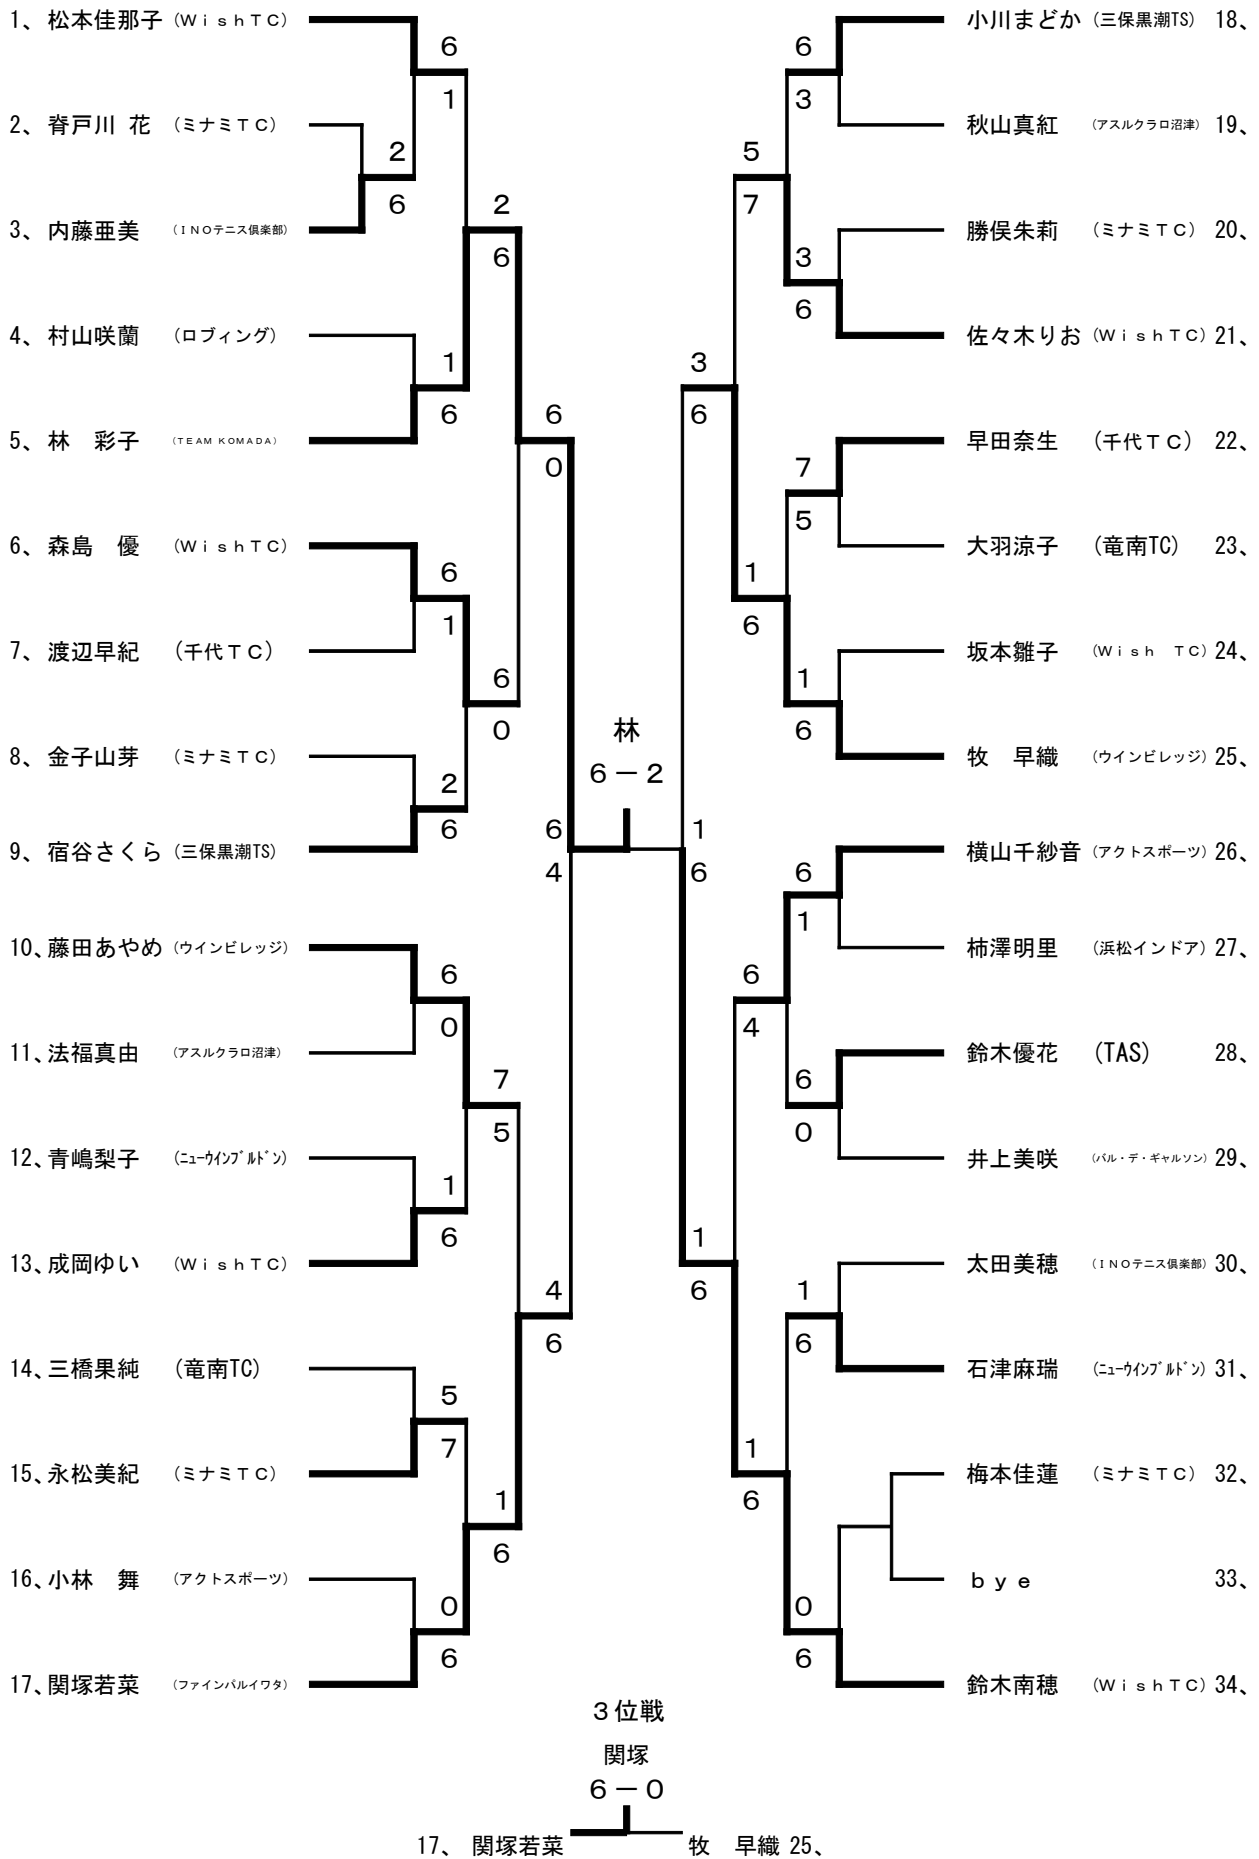 1、 松本佳那子 (ＷｉｓｈＴＣ)
6
1
2、 脊戸川 花 (ミナミＴＣ)
2
6
3、 内藤亜美 (ＩＮＯテニス倶楽部)
2
6
4、 村山咲蘭 (ロブィング)
1
6
5、 林 彩子 (TEAM KOMADA)
6
0
6、 森島 優 (ＷｉｓｈＴＣ)
6
1
7、 渡辺早紀 (千代ＴＣ)
6
0
8、 金子山芽 (ミナミＴＣ)
2
6
9、 宿谷さくら (三保黒潮TS)
6
4
10、藤田あやめ (ウインビレッジ)
6
0
11、法福真由 (アスルクラロ沼津)
7
5
12、青嶋梨子 (ﾆｭｰｳｲﾝﾌﾞﾙﾄﾞﾝ)
1
6
13、成岡ゆい (ＷｉｓｈＴＣ)
4
6
14、三橋果純 (竜南TC)
5
7
15、永松美紀 (ミナミＴＣ)
1
6
16、小林 舞 (アクトスポーツ)
0
6
17、関塚若菜 (ファインパルイワタ)
林
６－２
小川まどか (三保黒潮TS) 18、
6
3
秋山真紅 (アスルクラロ沼津) 19、
5
7
勝俣朱莉 (ミナミＴＣ) 20、
3
6
佐々木りお (ＷｉｓｈＴＣ) 21、
3
6
早田奈生 (千代ＴＣ) 22、
7
5
大羽涼子 (竜南TC) 23、
1
6
坂本雛子 (Ｗｉｓｈ ＴＣ) 24、
1
6
牧 早織 (ウインビレッジ) 25、
1
6
横山千紗音 (アクトスポーツ) 26、
6
1
柿澤明里 (浜松インドア) 27、
6
4
鈴木優花 (TAS) 28、
6
0
井上美咲 (パル・デ・ギャルソン) 29、
1
6
太田美穂 (ＩＮＯテニス倶楽部) 30、
1
6
石津麻瑞 (ﾆｭｰｳｲﾝﾌﾞﾙﾄﾞﾝ) 31、
1
6
梅本佳蓮 (ミナミＴＣ) 32、
ｂｙｅ 33、
0
6
鈴木南穂 (ＷｉｓｈＴＣ) 34、
３位戦
関塚
６－０
17、 関塚若菜 牧 早織 25、